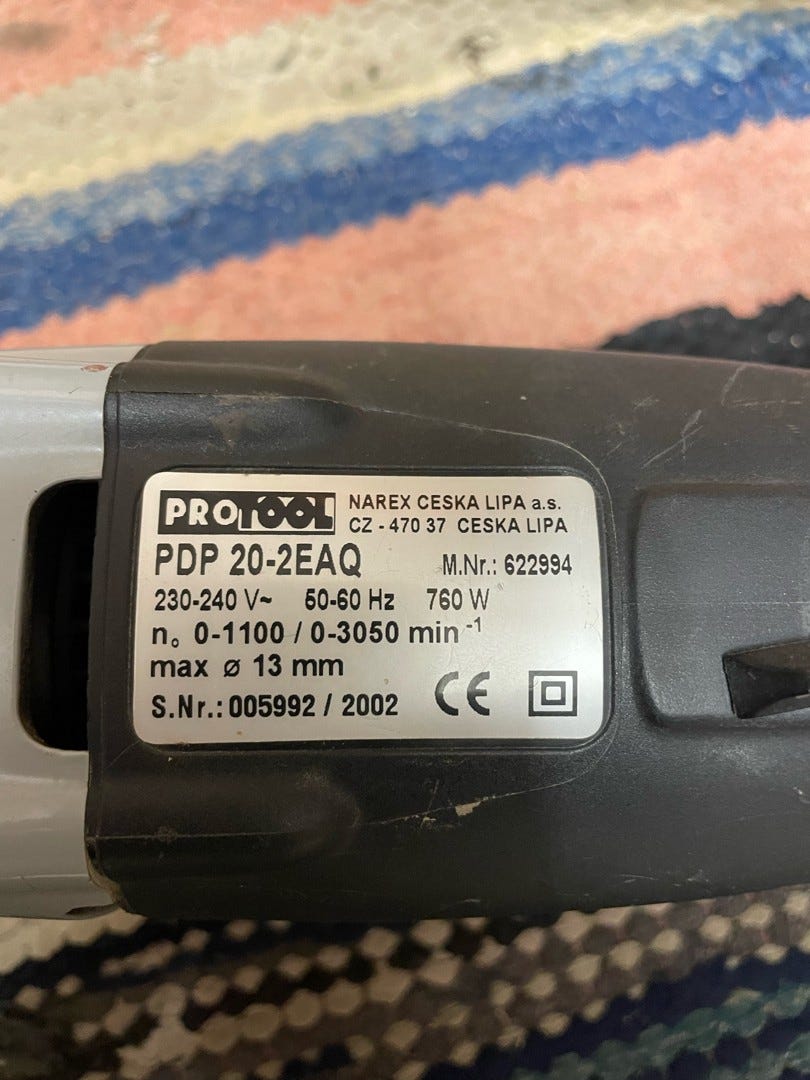 PROTOOL NAREX CESKA LIPA a.s.
CZ - 470 37 CESKA LIPA
PDP 20-2EAQ M.Nr.: 622994
230-240 V~ 50-60 Hz 760 W
n₀ 0-1100 / 0-3050 min⁻¹
max ø 13 mm
S.Nr.: 005992 / 2002 CE